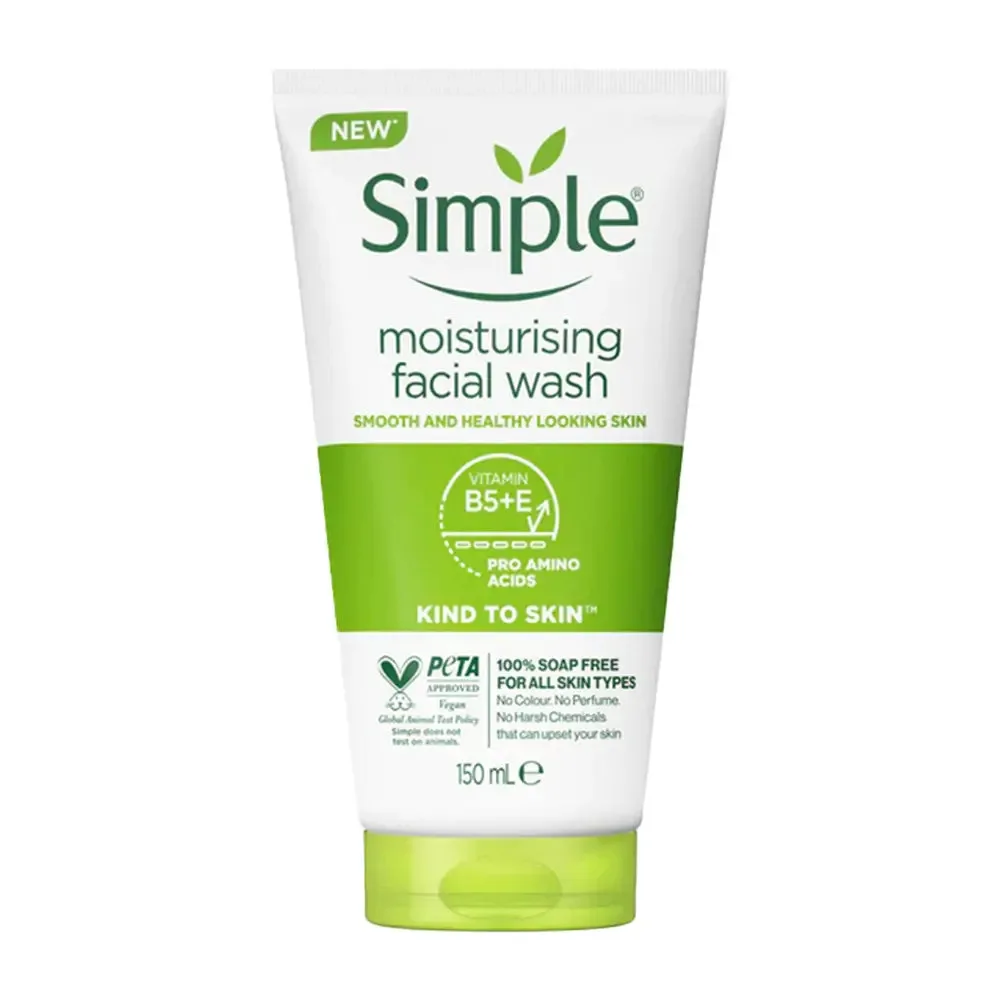 NEW*
Simple®
moisturising
facial wash
SMOOTH AND HEALTHY LOOKING SKIN
VITAMIN
B5+E
PRO AMINO
ACIDS
KIND TO SKIN™
PETA
APPROVED
Vegan
Global Animal Test Policy
Simple does not
test on animals.
100% SOAP FREE
FOR ALL SKIN TYPES
No Colour. No Perfume.
No Harsh Chemicals
that can upset your skin
150 mL ℮